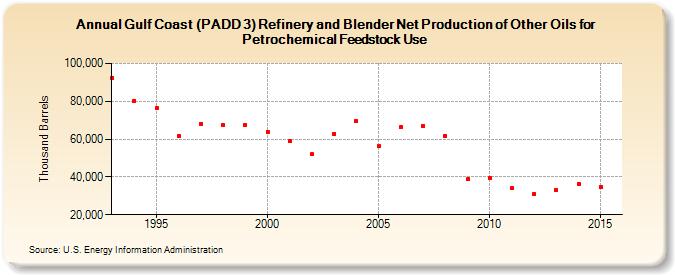 Annual Gulf Coast (PADD 3) Refinery and Blender Net Production of Other Oils for
Petrochemical Feedstock Use
Thousand Barrels
100,000
80,000
60,000
40,000
20,000
1995 2000 2005 2010 2015
Source: U.S. Energy Information Administration